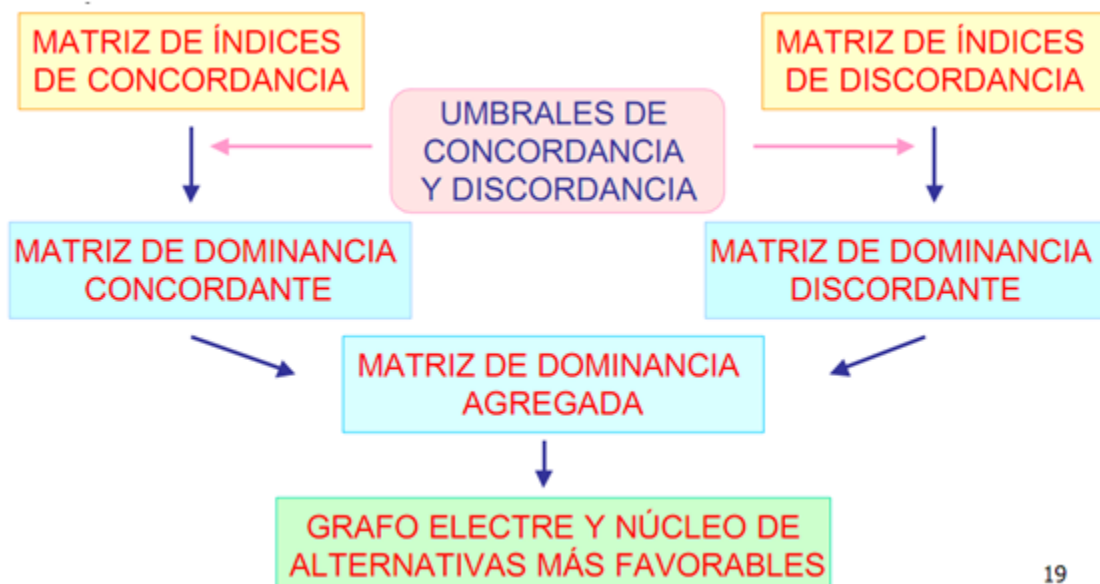 MATRIZ DE ÍNDICES
DE CONCORDANCIA
MATRIZ DE ÍNDICES
DE DISCORDANCIA
UMBRALES DE
CONCORDANCIA
Y DISCORDANCIA
MATRIZ DE DOMINANCIA
CONCORDANTE
MATRIZ DE DOMINANCIA
DISCORDANTE
MATRIZ DE DOMINANCIA
AGREGADA
GRAFO ELECTRE Y NÚCLEO DE
ALTERNATIVAS MÁS FAVORABLES
19